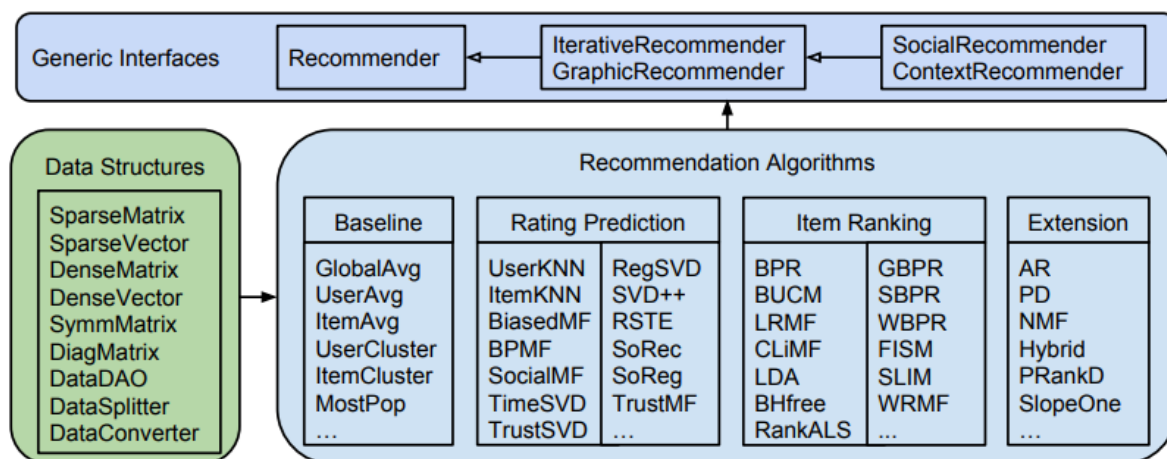 Generic Interfaces
Recommender
IterativeRecommender
GraphicRecommender
SocialRecommender
ContextRecommender
Data Structures
SparseMatrix
SparseVector
DenseMatrix
DenseVector
SymmMatrix
DiagMatrix
DataDAO
DataSplitter
DataConverter
Recommendation Algorithms
Baseline
GlobalAvg
UserAvg
ItemAvg
UserCluster
ItemCluster
MostPop
…
Rating Prediction
UserKNN
ItemKNN
BiasedMF
BPMF
SocialMF
TimeSVD
TrustSVD
RegSVD
SVD++
RSTE
SoRec
SoReg
TrustMF
…
Item Ranking
BPR
BUCM
LRMF
CLiMF
LDA
BHfree
RankALS
GBPR
SBPR
WBPR
FISM
SLIM
WRMF
...
Extension
AR
PD
NMF
Hybrid
PRankD
SlopeOne
…